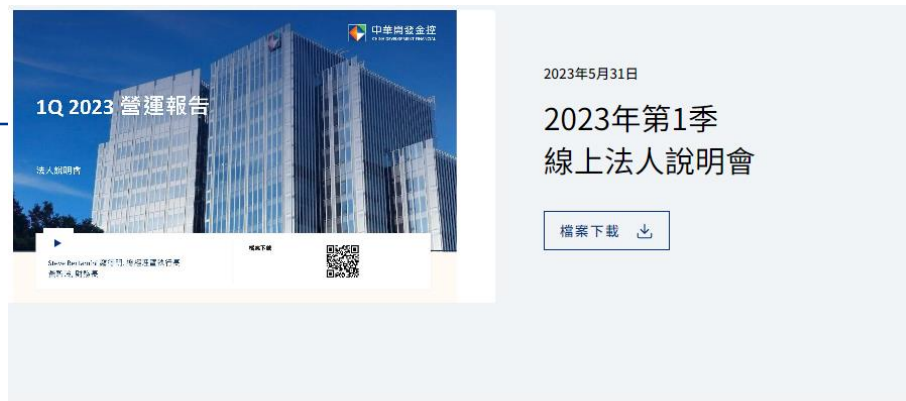 中華開發金控
1Q 2023 營運報告
法人說明會
檔案下載
2023年5月31日
2023年第1季
線上法人說明會
檔案下載